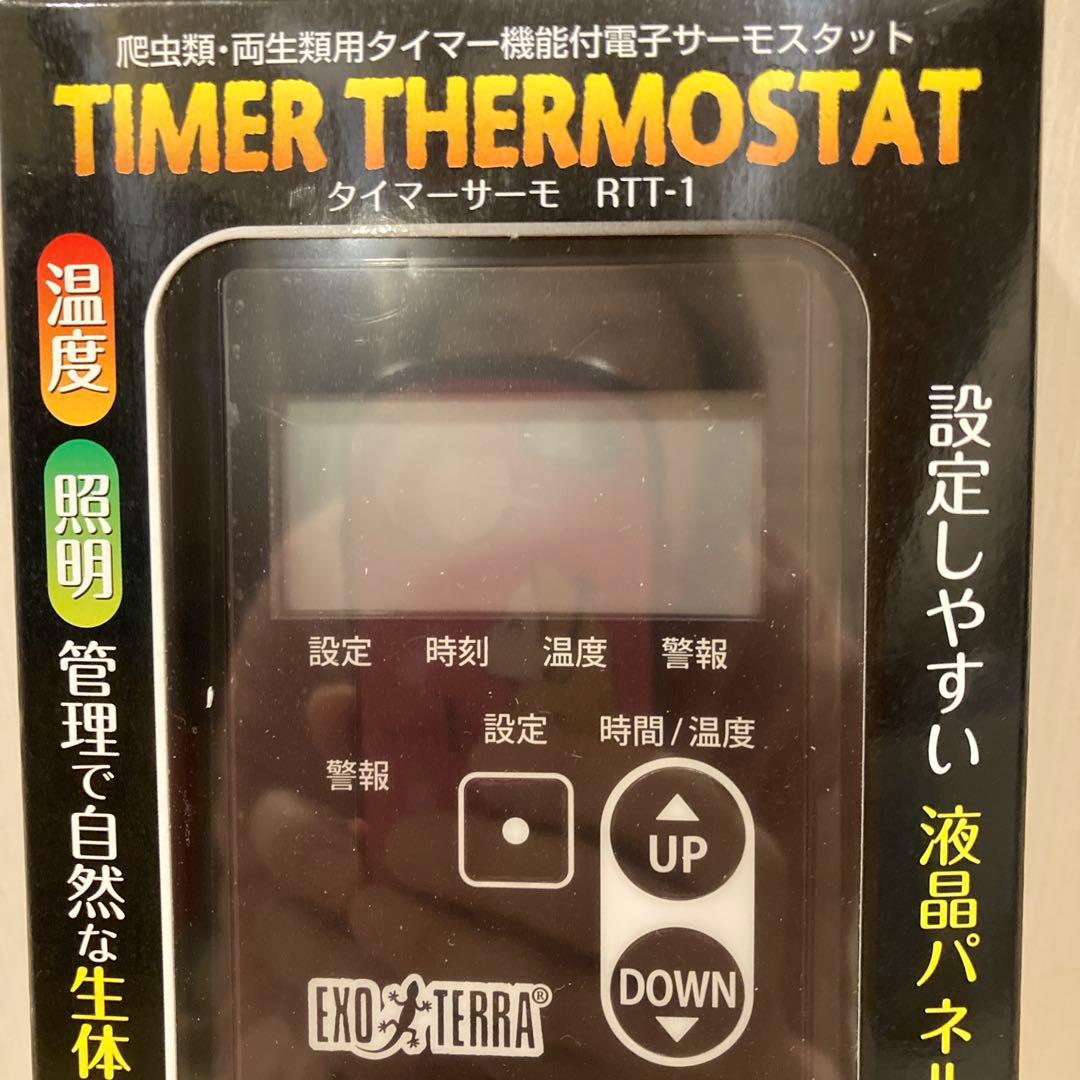 爬虫類・両生類用タイマー機能付電子サーモスタット
TIMER THERMOSTAT
タイマーサーモ RTT-1
温度
照明
管理で自然な生体
設定しやすい 液晶パネル
設定 時刻 温度 警報
設定 時間/温度
警報
UP
DOWN
EXO TERRA®